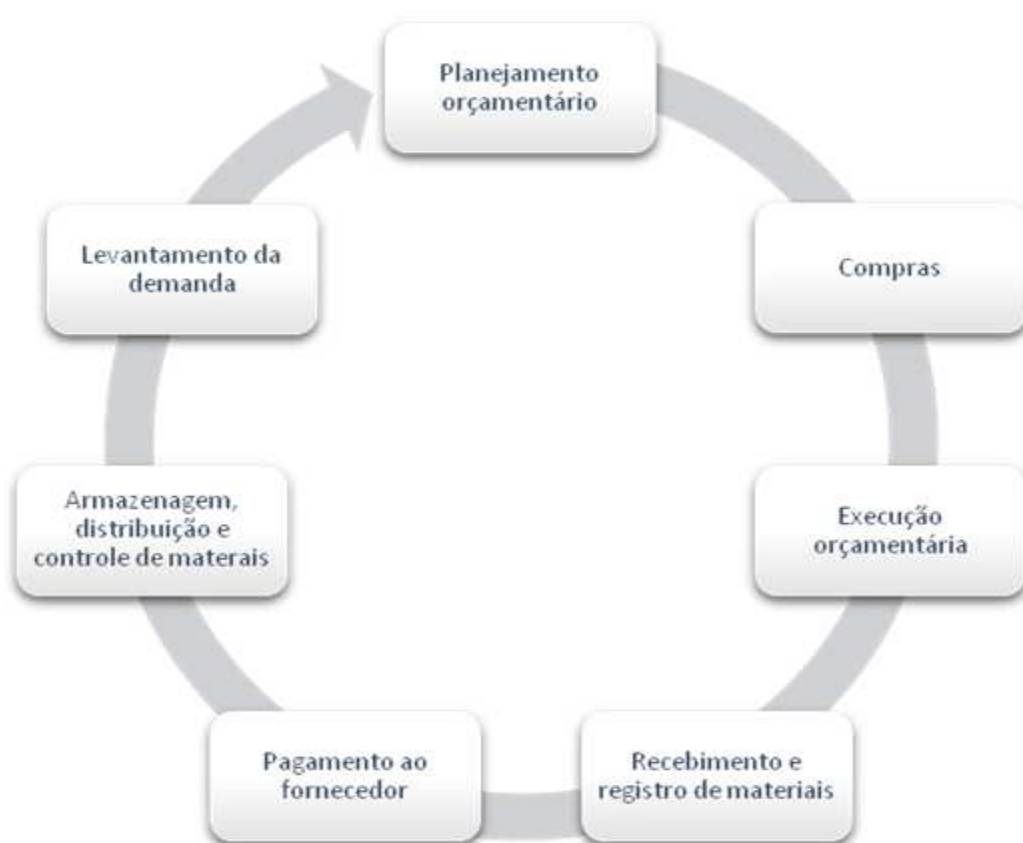 Planejamento
orçamentário
Compras
Execução
orçamentária
Recebimento e
registro de materiais
Pagamento ao
fornecedor
Armazenagem,
distribuição e
controle de materais
Levantamento da
demanda